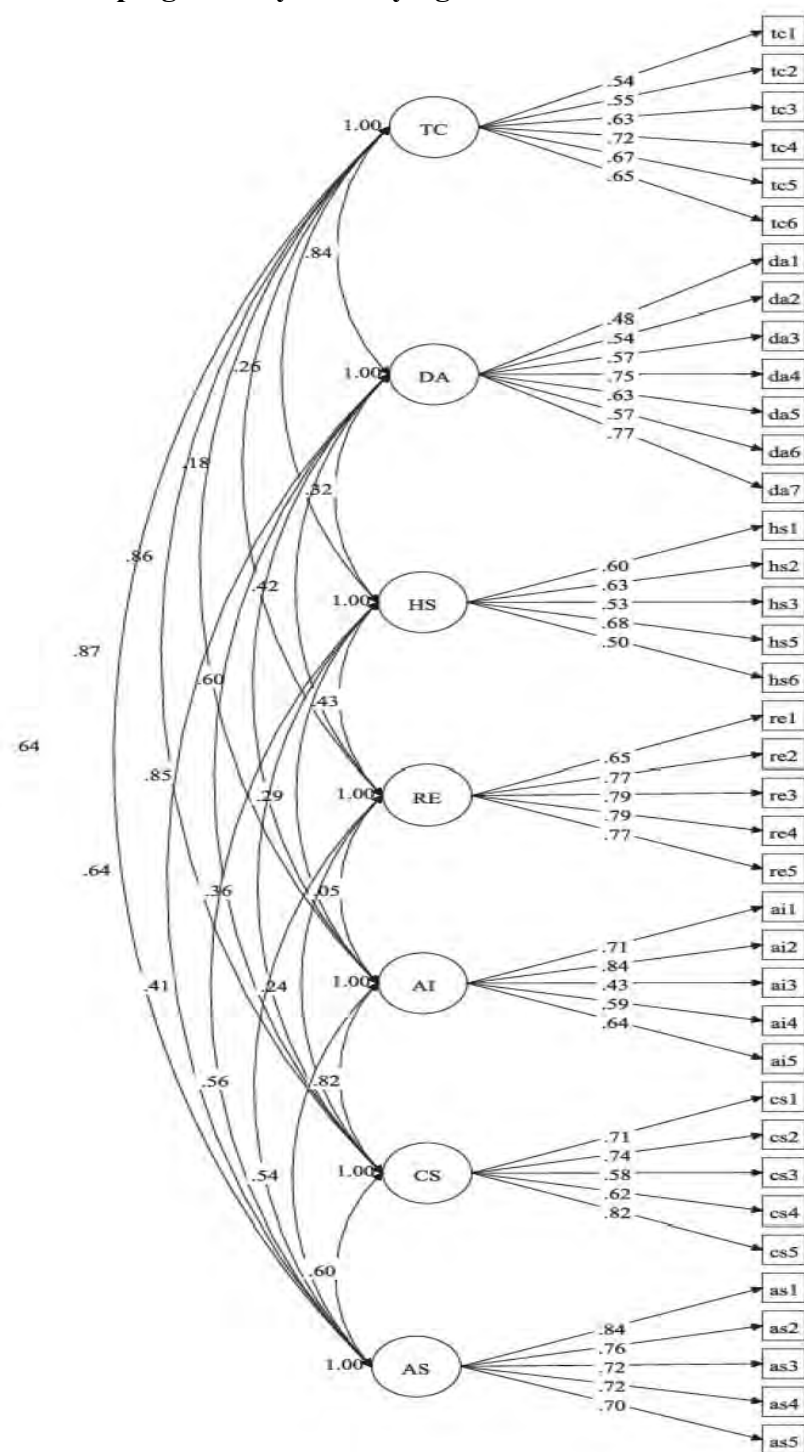 tc1
tc2
.54
.55
tc3
.63
1.00
TC
.72
tc4
.67
.65
tc5
tc6
.84
da1
da2
.48
.54
da3
.26
.57
1.00
DA
.75
da4
.63
.57
da5
.77
da6
.18
da7
.32
hs1
.86
.60
hs2
.42
.63
1.00
HS
.53
hs3
.68
.50
hs5
.87
hs6
.60
.43
re1
.64
.65
re2
.85
.77
.29
1.00
RE
.79
re3
.79
.77
re4
re5
.64
.36
.05
ai1
.71
ai2
.84
.41
.24
1.00
AI
.43
ai3
.59
.64
ai4
ai5
.56
.82
cs1
.71
cs2
.74
.54
1.00
CS
.58
cs3
.62
.82
cs4
cs5
.60
as1
.84
as2
.76
1.00
AS
.72
as3
.72
.70
as4
as5